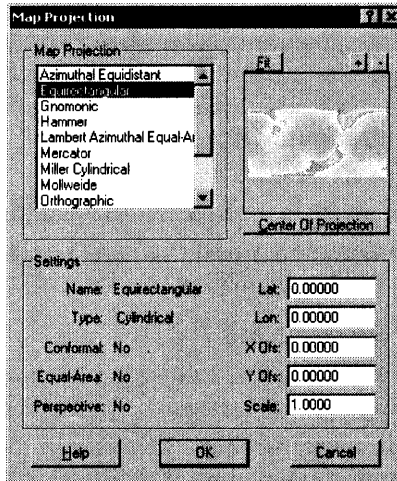 Map Projection
Map Projection
Azimuthal Equidistant
Equirectangular
Gnomonic
Hammer
Lambert Azimuthal Equal-Ar
Mercator
Miller Cylindrical
Mollweide
Orthographic
Fit + -
Center Of Projection
Settings
Name: Equirectangular Lat: 0.00000
Type: Cylindrical Lon: 0.00000
Conformal: No X Ofs: 0.00000
Equal-Area: No Y Ofs: 0.00000
Perspective: No Scale: 1.0000
Help OK Cancel